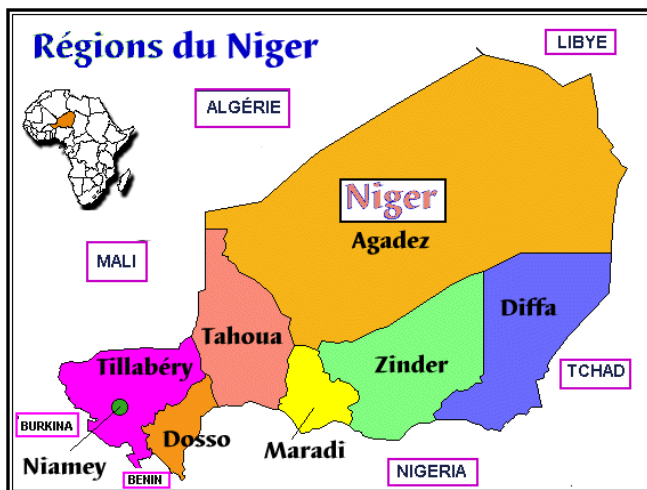 Régions du Niger
LIBYE
ALGÉRIE
Niger
Agadez
MALI
Diffa
Tahoua
Zinder
Tillabéry
TCHAD
BURKINA
Dosso
Maradi
Niamey
NIGERIA
BENIN